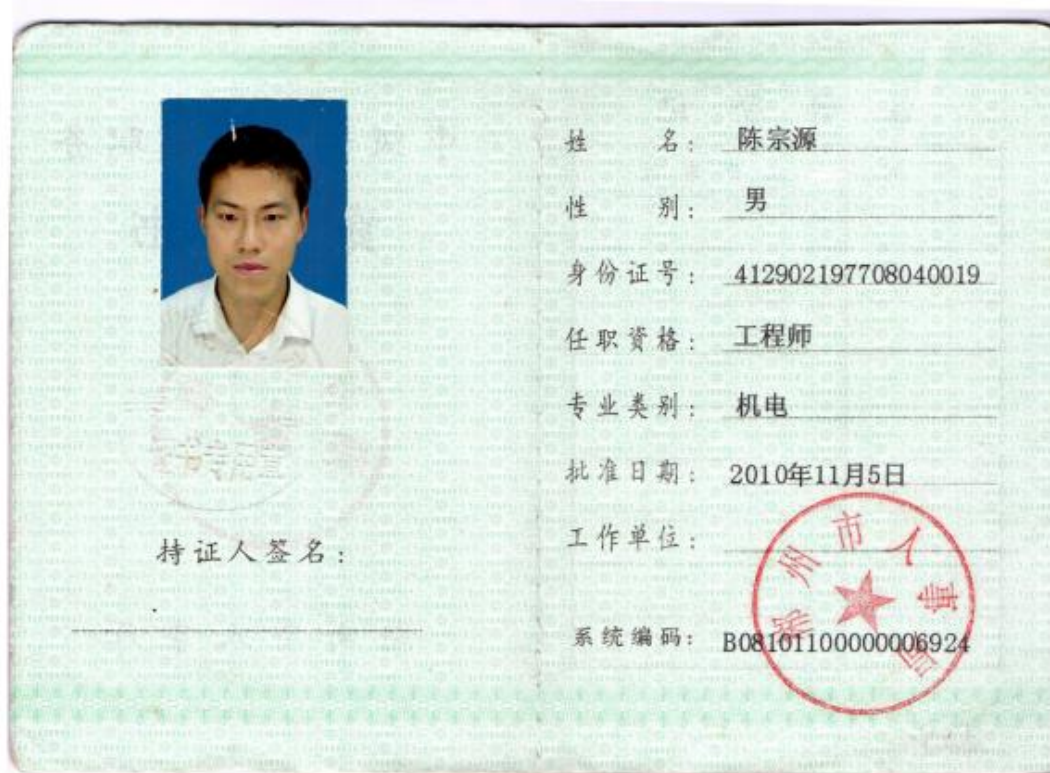 持证人签名：
姓 名： 陈宗源
性 别： 男
身份证号： 412902197708040019
任职资格： 工程师
专业类别： 机电
批准日期： 2010年11月5日
工作单位：
系统编码： B08101100000006924
州市人事局